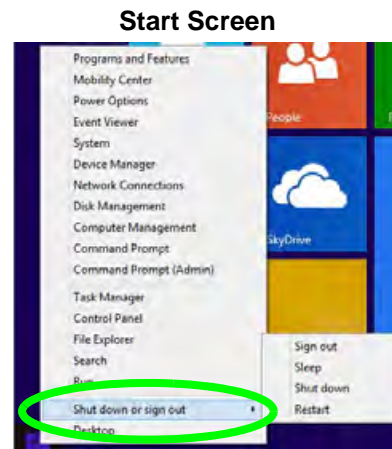 Start Screen
Programs and Features
Mobility Center
Power Options
Event Viewer
System
Device Manager
Network Connections
Disk Management
Computer Management
Command Prompt
Command Prompt (Admin)
Task Manager
Control Panel
File Explorer
Search
Run
Shut down or sign out
Desktop
People
SkyDrive
Sign out
Sleep
Shut down
Restart